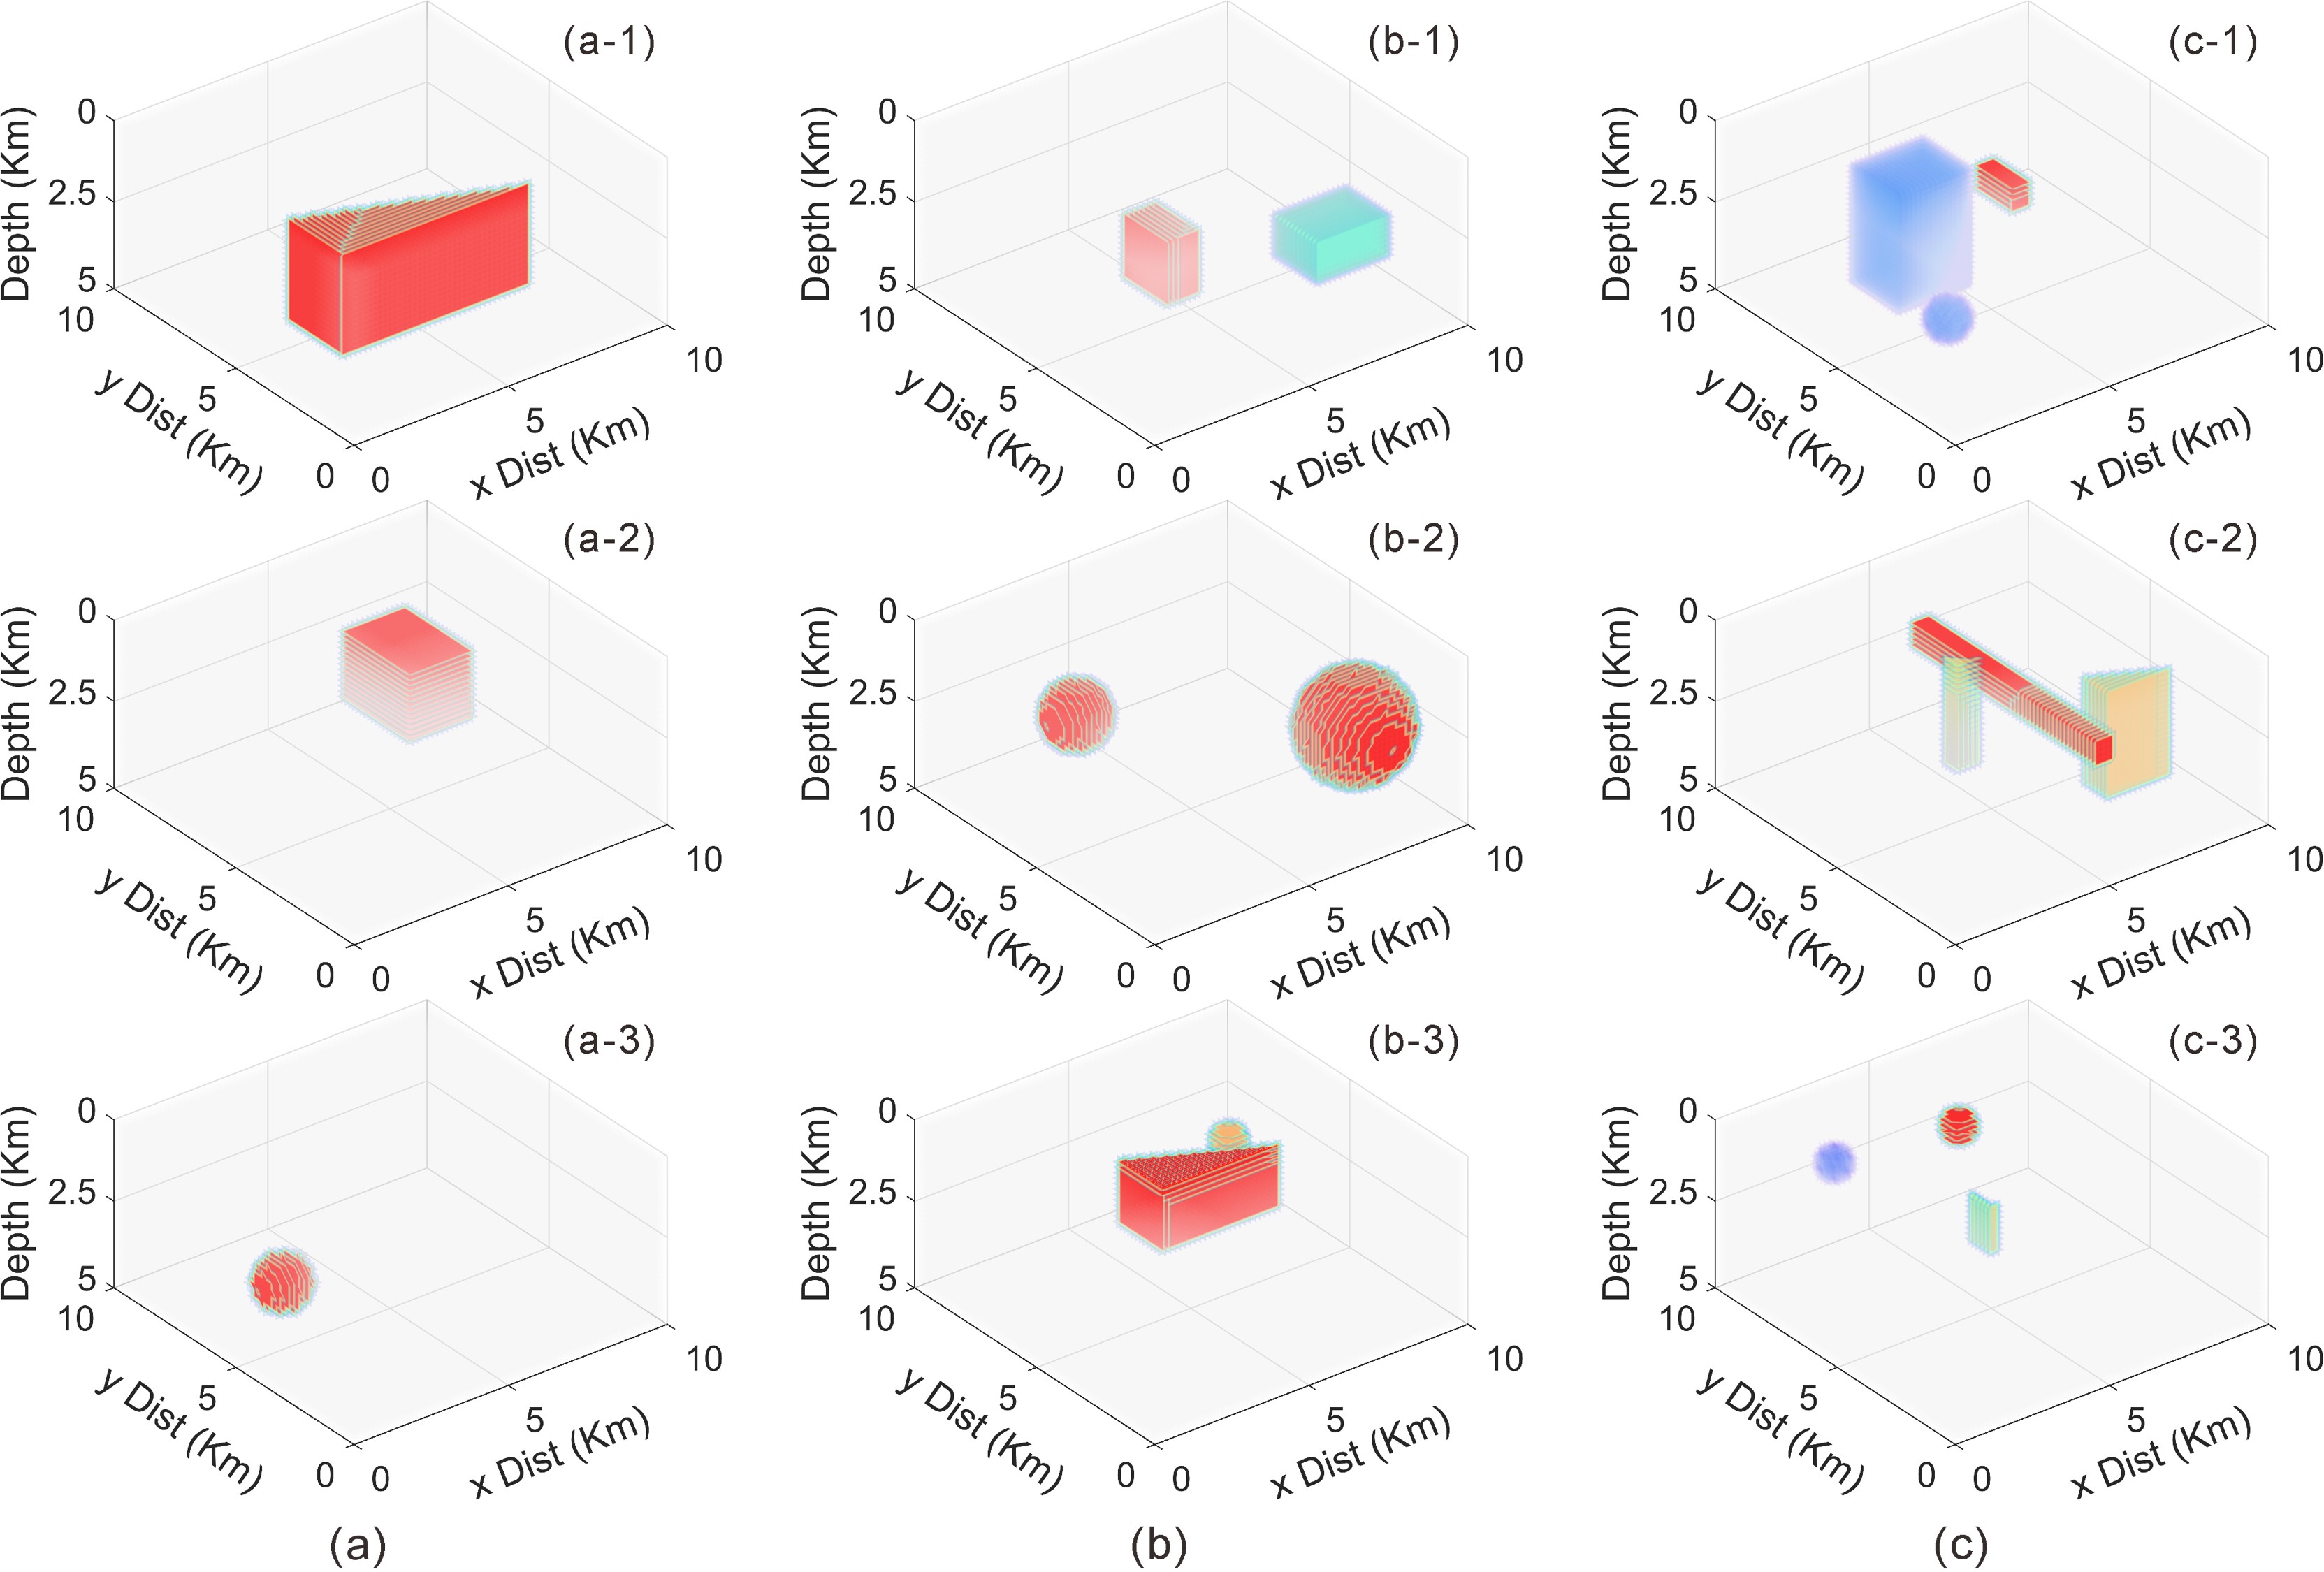 (a-1) (b-1) (c-1)
0 0 0
2.5 2.5 2.5
5 5 5
Depth (Km) Depth (Km) Depth (Km)
10 10 10
5 5 5
0 0 0
y Dist (Km) y Dist (Km) y Dist (Km)
0 0 0
5 5 5
10 10 10
x Dist (Km) x Dist (Km) x Dist (Km)
(a-2) (b-2) (c-2)
0 0 0
2.5 2.5 2.5
5 5 5
Depth (Km) Depth (Km) Depth (Km)
10 10 10
5 5 5
0 0 0
y Dist (Km) y Dist (Km) y Dist (Km)
0 0 0
5 5 5
10 10 10
x Dist (Km) x Dist (Km) x Dist (Km)
(a-3) (b-3) (c-3)
0 0 0
2.5 2.5 2.5
5 5 5
Depth (Km) Depth (Km) Depth (Km)
10 10 10
5 5 5
0 0 0
y Dist (Km) y Dist (Km) y Dist (Km)
0 0 0
5 5 5
10 10 10
x Dist (Km) x Dist (Km) x Dist (Km)
(a) (b) (c)